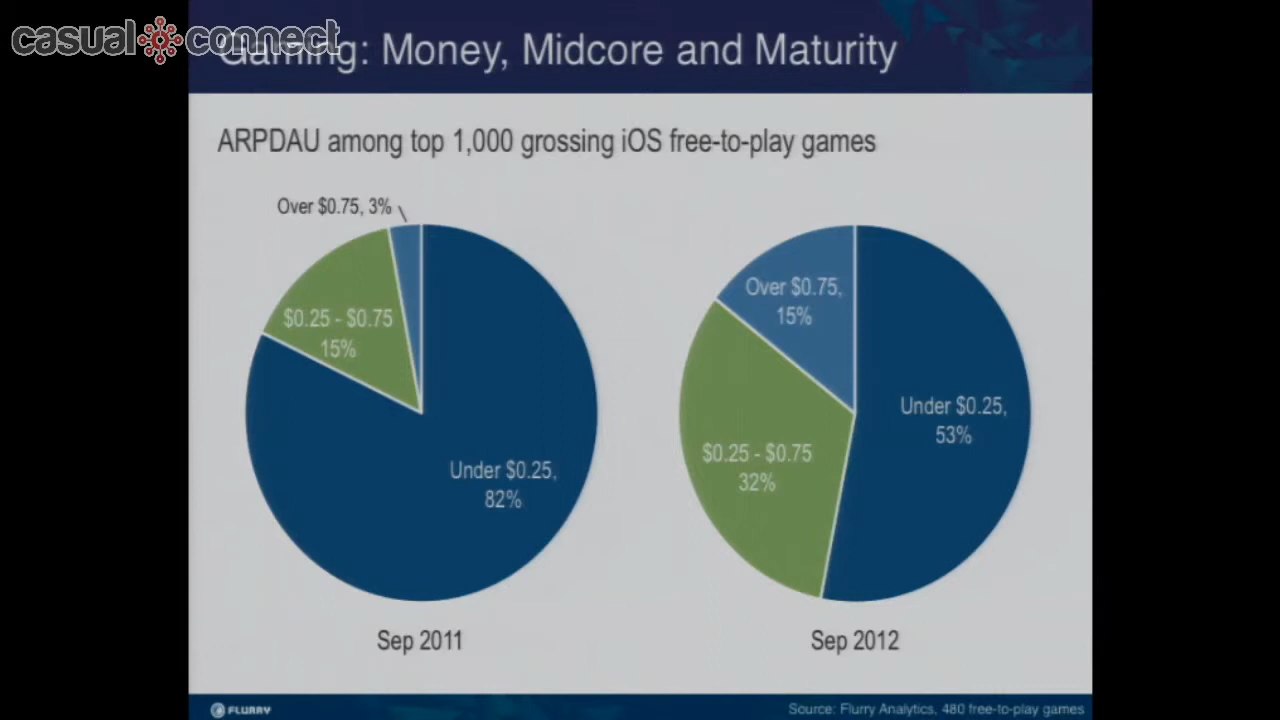 casual connect
Gaming: Money, Midcore and Maturity
ARPDAU among top 1,000 grossing iOS free-to-play games
Over $0.75, 3%
$0.25 - $0.75
15%
Under $0.25,
82%
Sep 2011
Over $0.75,
15%
$0.25 - $0.75
32%
Under $0.25,
53%
Sep 2012
FLURRY
Source: Flurry Analytics, 480 free-to-play games